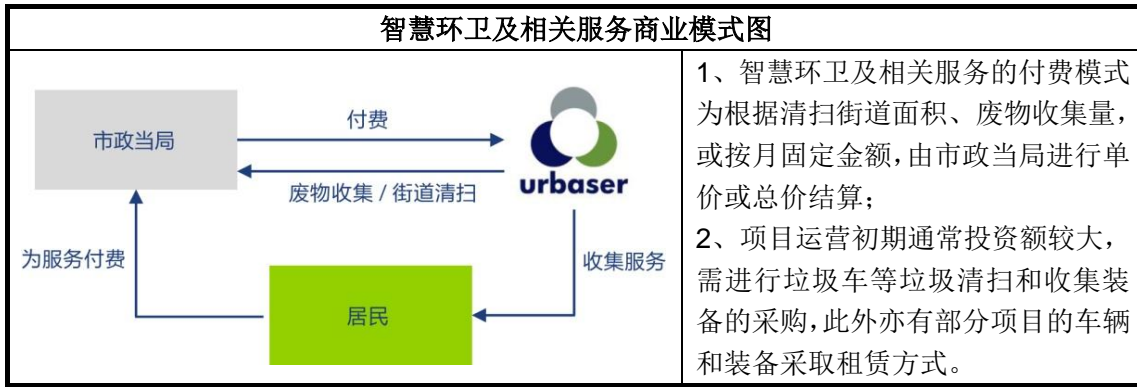 智慧环卫及相关服务商业模式图
市政当局
付费
废物收集 / 街道清扫
urbaser
为服务付费
收集服务
居民
1、智慧环卫及相关服务的付费模式
为根据清扫街道面积、废物收集量，
或按月固定金额，由市政当局进行单
价或总价结算；
2、项目运营初期通常投资额较大，
需进行垃圾车等垃圾清扫和收集装
备的采购，此外亦有部分项目的车辆
和装备采取租赁方式。